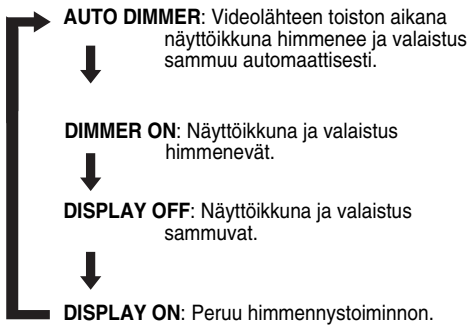 AUTO DIMMER: Videolähteen toiston aikana
näyttöikkuna himmenee ja valaistus
sammuu automaattisesti.
DIMMER ON: Näyttöikkuna ja valaistus
himmenevät.
DISPLAY OFF: Näyttöikkuna ja valaistus
sammuvat.
DISPLAY ON: Peruu himmennystoiminnon.